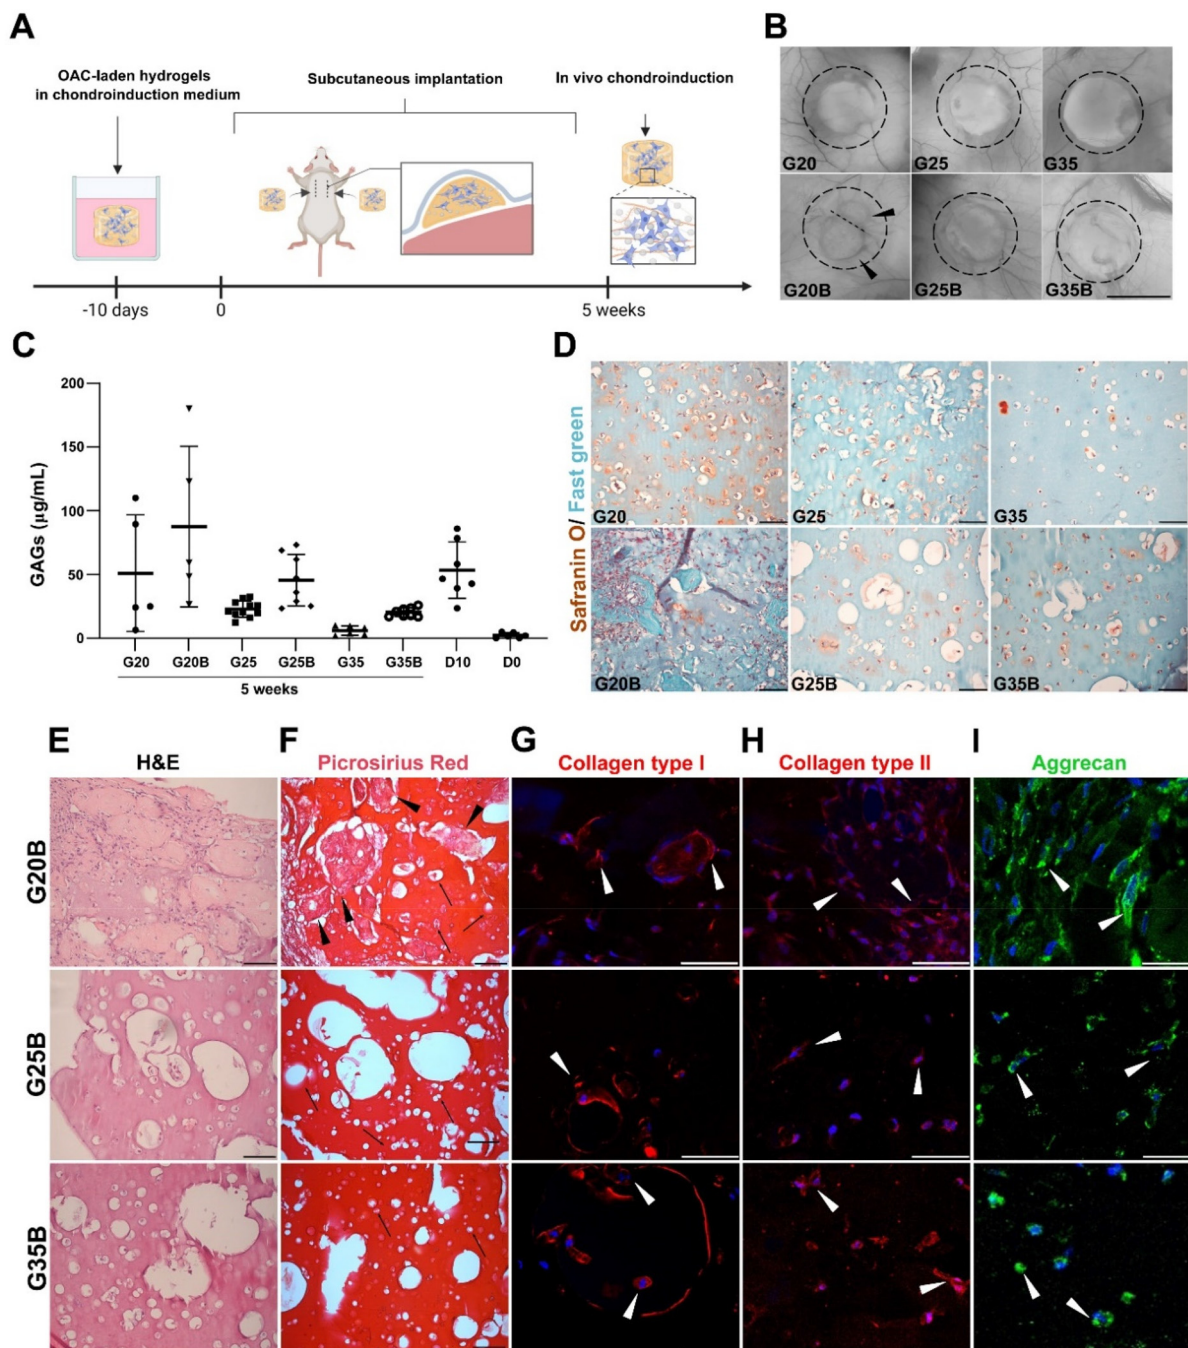 A
OAC-laden hydrogels
in chondroinduction medium
Subcutaneous implantation
In vivo chondroinduction
-10 days
0
5 weeks
B
G20
G25
G35
G20B
G25B
G35B
C
GAGs (µg/mL)
200
150
100
50
0
G20
G20B
G25
G25B
G35
G35B
D10
D0
5 weeks
D
Safranin O/ Fast green
G20
G25
G35
G20B
G25B
G35B
E
H&E
F
Picrosirius Red
G
Collagen type I
H
Collagen type II
I
Aggrecan
G20B
G25B
G35B